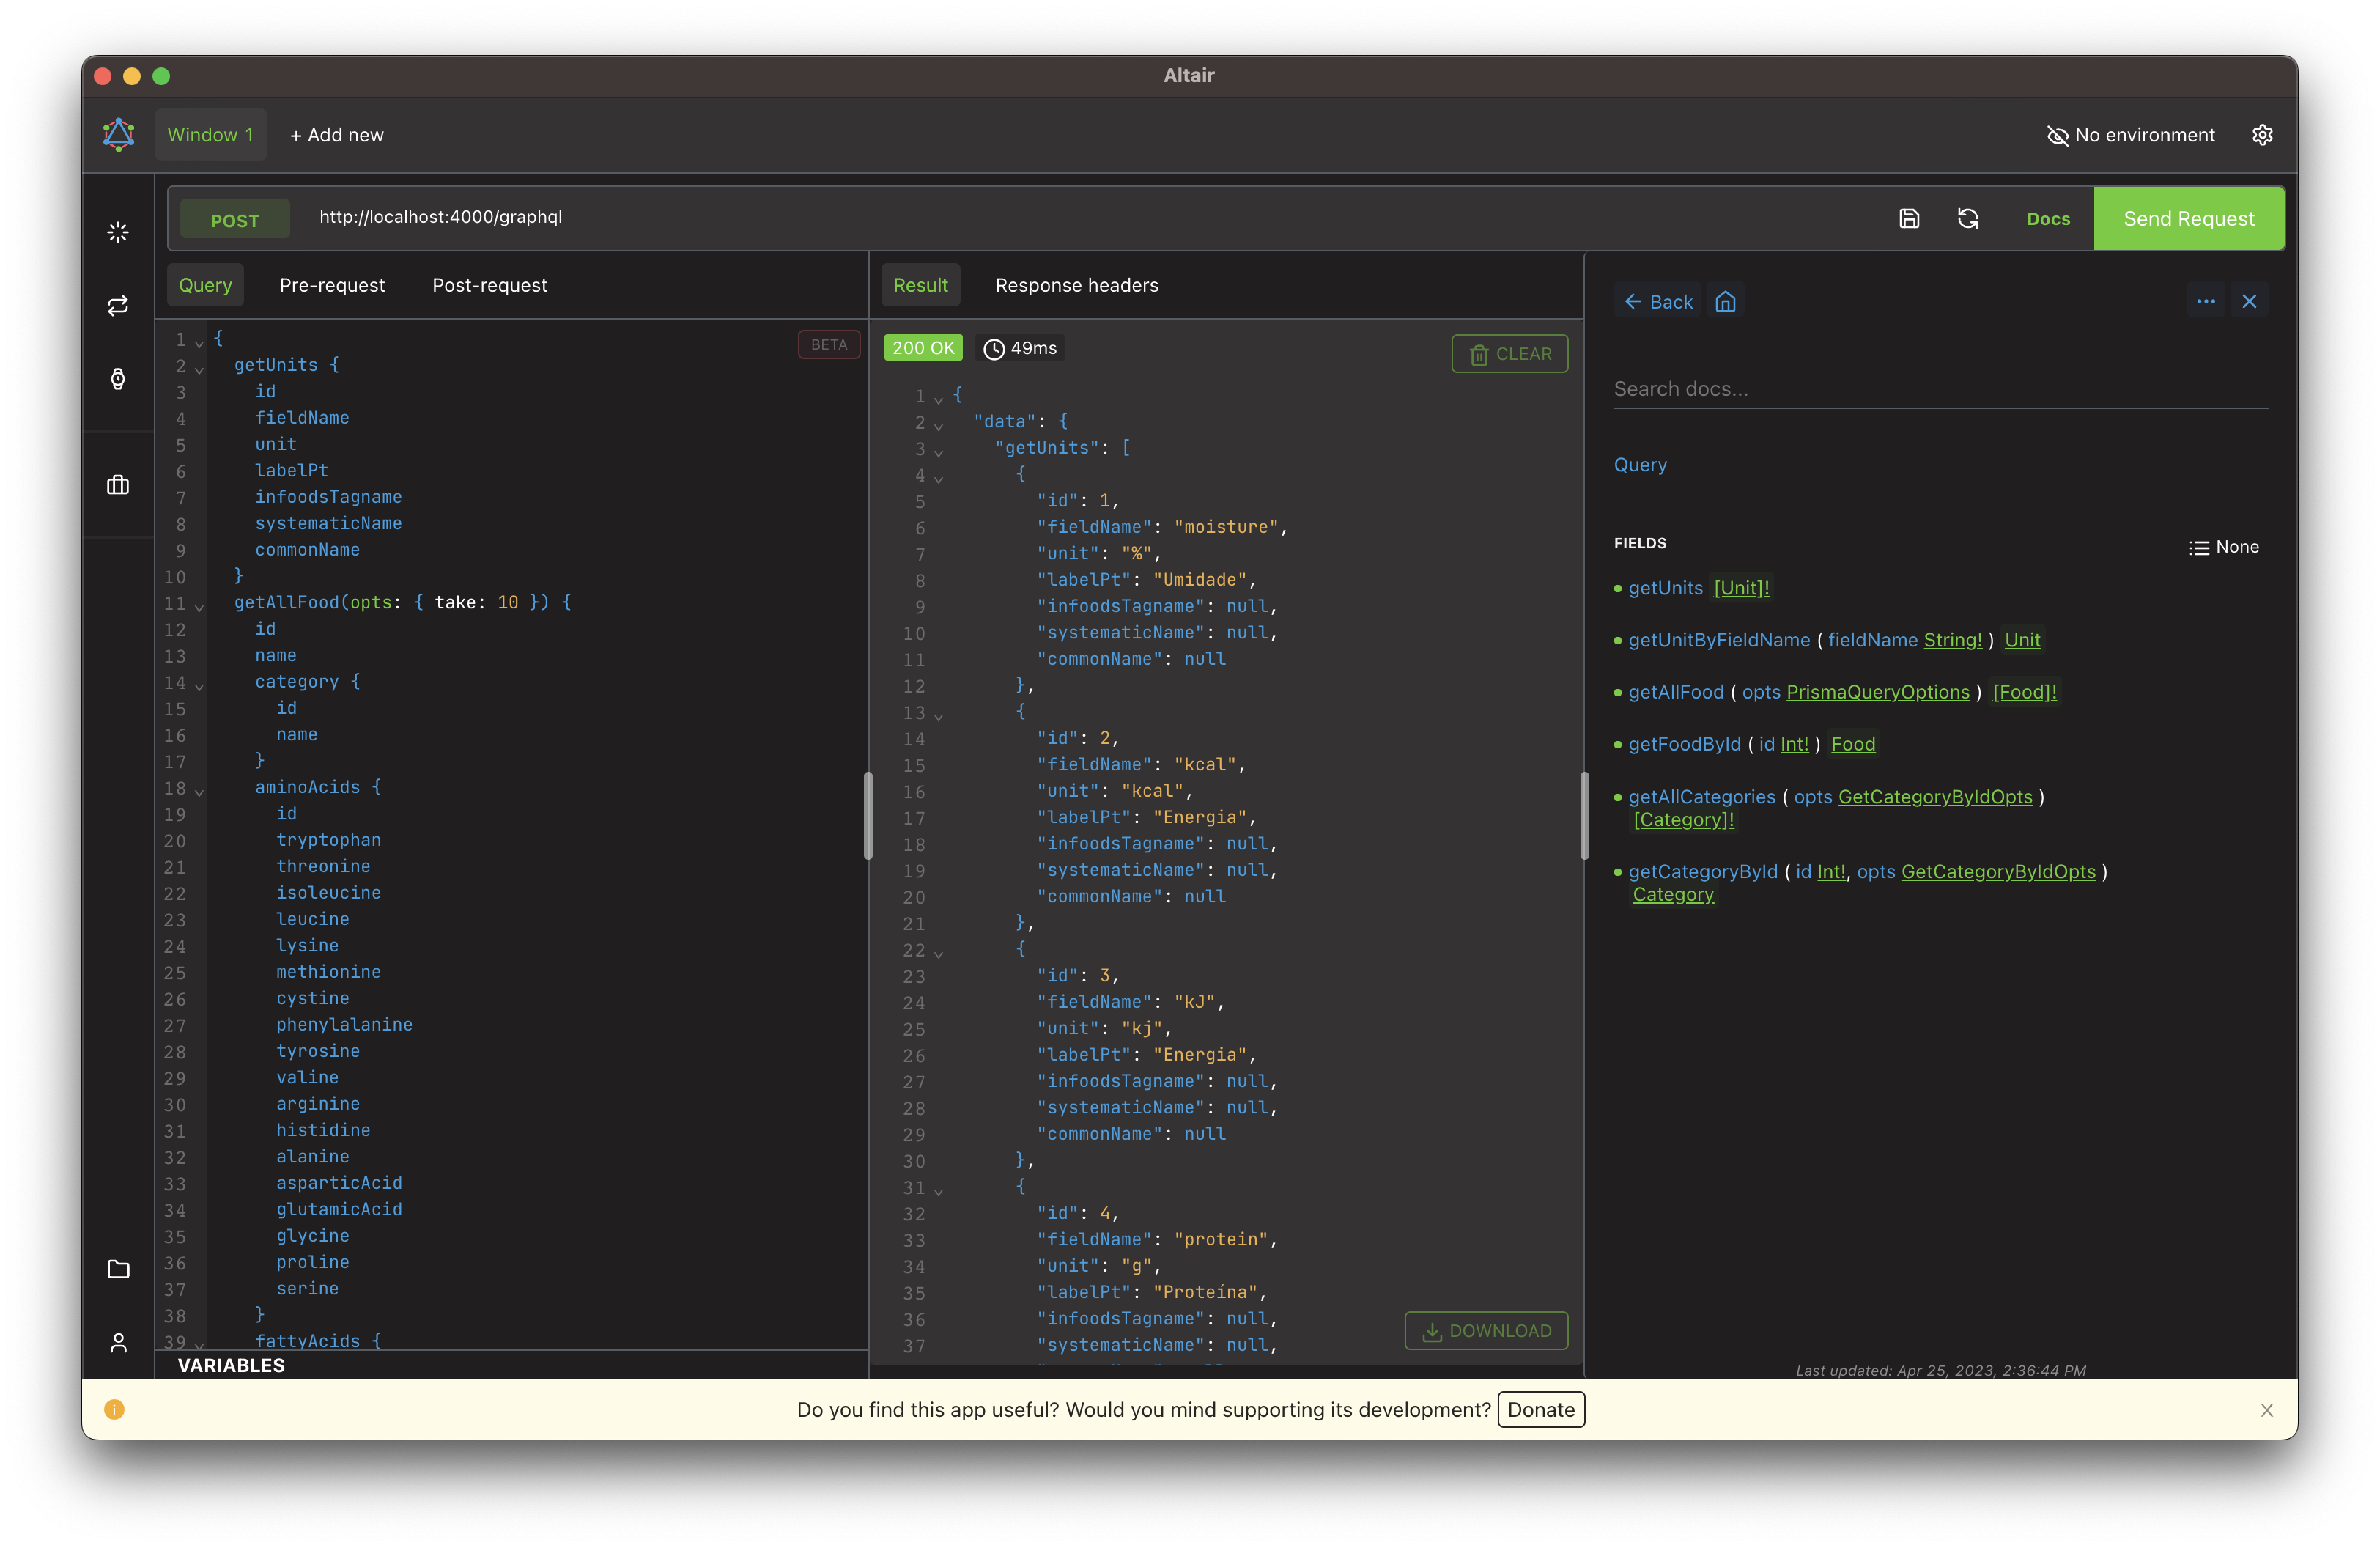 Altair
Window 1
+ Add new
No environment
POST
http://localhost:4000/graphql
Docs
Send Request
Query
Pre-request
Post-request
BETA
1 {
2 getUnits {
3 id
4 fieldName
5 unit
6 labelPt
7 infoodsTagname
8 systematicName
9 commonName
10 }
11 getAllFood(opts: { take: 10 }) {
12 id
13 name
14 category {
15 id
16 name
17 }
18 aminoAcids {
19 id
20 tryptophan
21 threonine
22 isoleucine
23 leucine
24 lysine
25 methionine
26 cystine
27 phenylalanine
28 tyrosine
29 valine
30 arginine
31 histidine
32 alanine
33 asparticAcid
34 glutamicAcid
35 glycine
36 proline
37 serine
38 }
39 fattyAcids {
VARIABLES
Result
Response headers
200 OK
49ms
CLEAR
1 {
2 "data": {
3 "getUnits": [
4 {
5 "id": 1,
6 "fieldName": "moisture",
7 "unit": "%",
8 "labelPt": "Umidade",
9 "infoodsTagname": null,
10 "systematicName": null,
11 "commonName": null
12 },
13 {
14 "id": 2,
15 "fieldName": "kcal",
16 "unit": "kcal",
17 "labelPt": "Energia",
18 "infoodsTagname": null,
19 "systematicName": null,
20 "commonName": null
21 },
22 {
23 "id": 3,
24 "fieldName": "kJ",
25 "unit": "kj",
26 "labelPt": "Energia",
27 "infoodsTagname": null,
28 "systematicName": null,
29 "commonName": null
30 },
31 {
32 "id": 4,
33 "fieldName": "protein",
34 "unit": "g",
35 "labelPt": "Proteína",
36 "infoodsTagname": null,
37 "systematicName": null,
DOWNLOAD
Back
Search docs...
Query
FIELDS
None
getUnits [Unit]!
getUnitByFieldName ( fieldName String! ) Unit
getAllFood ( opts PrismaQueryOptions ) [Food]!
getFoodById ( id Int! ) Food
getAllCategories ( opts GetCategoryByIdOpts )
[Category]!
getCategoryById ( id Int!, opts GetCategoryByIdOpts )
Category
Last updated: Apr 25, 2023, 2:36:44 PM
Do you find this app useful? Would you mind supporting its development? Donate